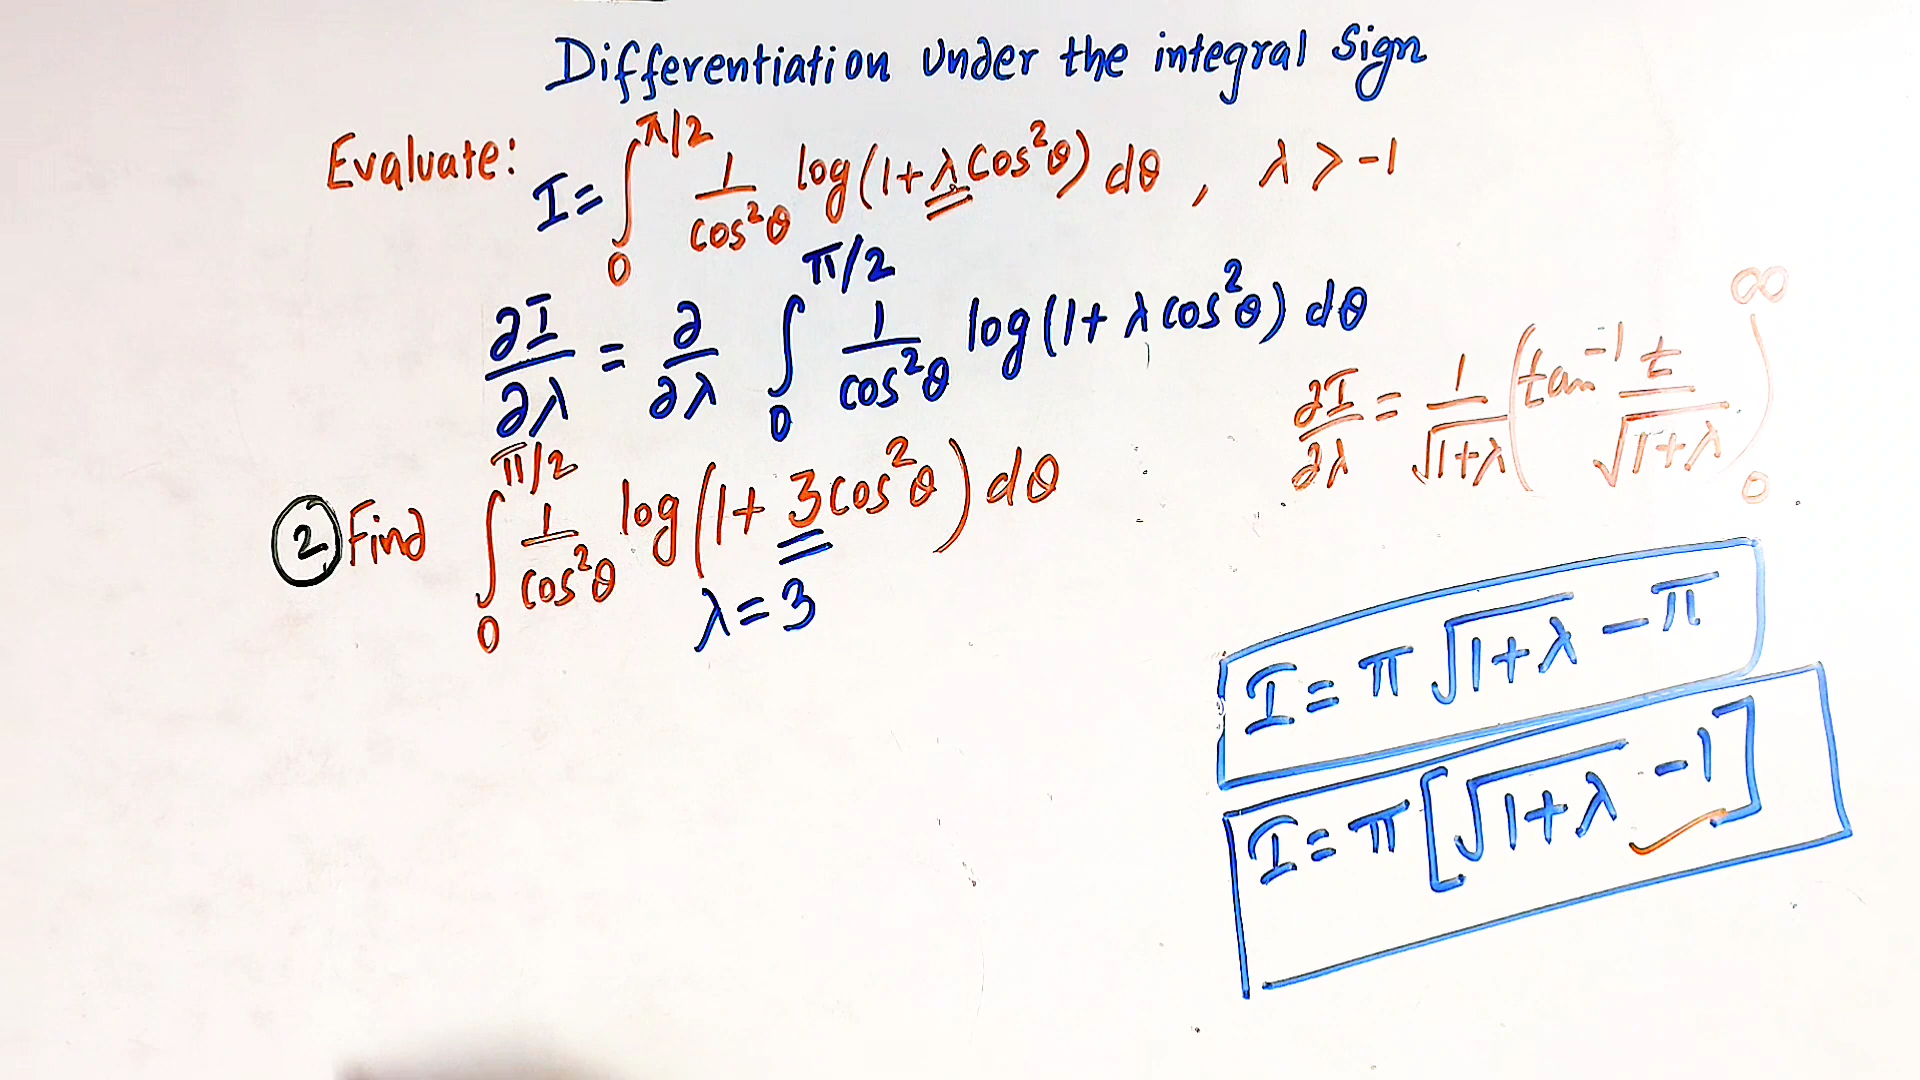 Differentiation Under the integral Sign
Evaluate: I = ∫₀^{π/2} 1/cos²θ log(1+λcos²θ) dθ , λ > -1
∂I/∂λ = ∂/∂λ ∫₀^{π/2} 1/cos²θ log(1+λcos²θ) dθ
∂I/∂λ = 1/√(1+λ) (tan⁻¹ t/√(1+λ))₀^∞
② Find ∫₀^{π/2} 1/cos²θ log(1+3cos²θ) dθ
λ=3
I = π√(1+λ) - π
I = π[√(1+λ) - 1]